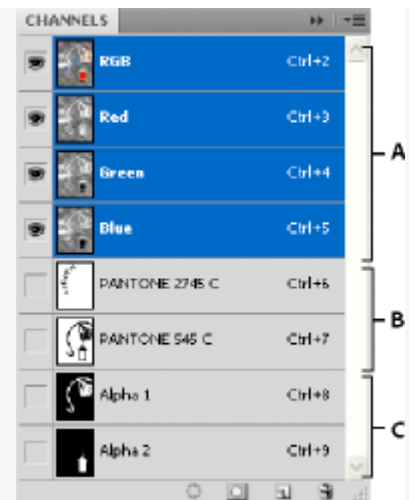 CHANNELS
RGB Ctrl+2
Red Ctrl+3
Green Ctrl+4
Blue Ctrl+5
A
PANTONE 2745 C Ctrl+6
PANTONE 545 C Ctrl+7
B
Alpha 1 Ctrl+8
Alpha 2 Ctrl+9
C